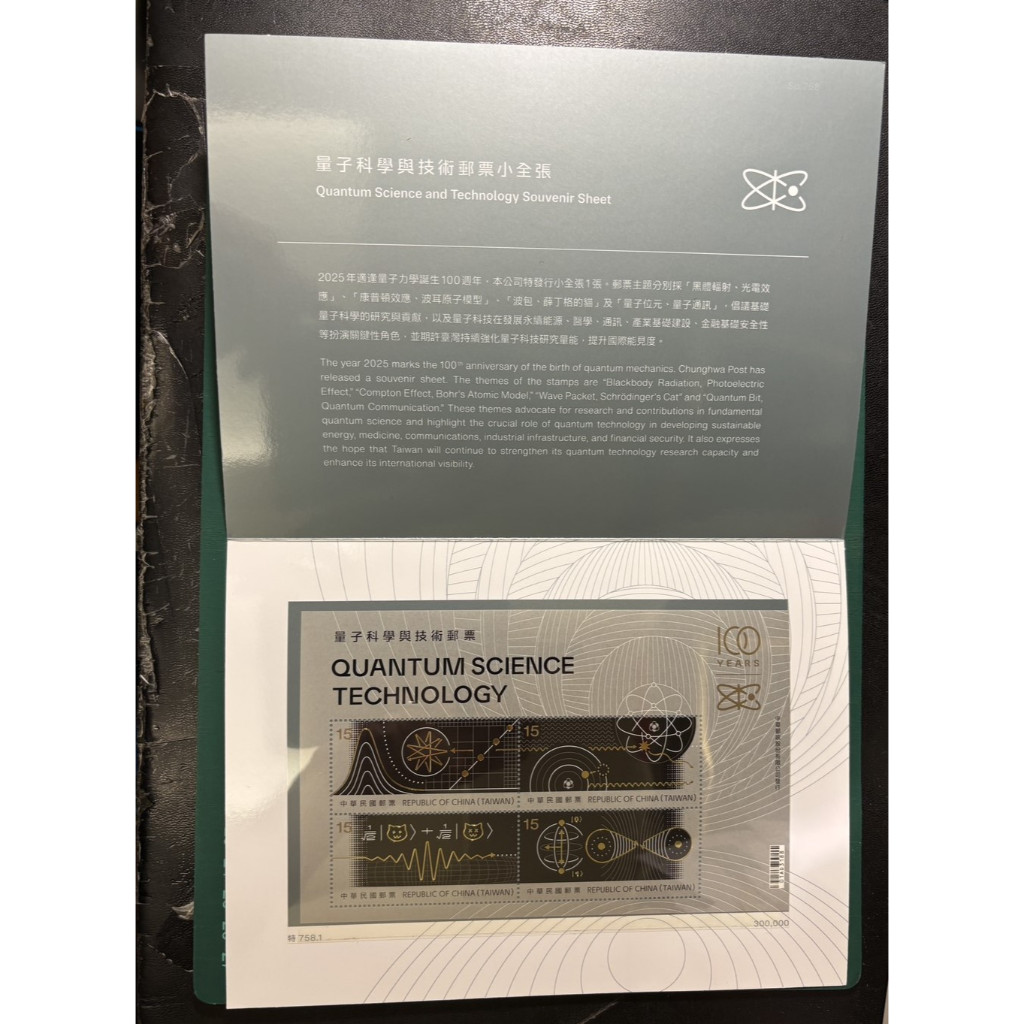 量子科學與技術郵票小全張
Quantum Science and Technology Souvenir Sheet
2025年適逢量子力學誕生100週年，本公司特發行小全張1張，郵票主題分別採「黑體輻射、光電效
應」、「康普頓效應、波耳原子模型」、「波包、薛丁格的貓」及「量子位元、量子通訊」，倡議基礎
量子科學的研究與貢獻，以及量子科技在發展永續能源、醫學、通訊、產業基礎建設、金融基礎安全性
等扮演關鍵性角色，並期許臺灣持續強化量子科技研究量能，提升國際能見度。
The year 2025 marks the 100th anniversary of the birth of quantum mechanics. Chunghwa Post has
released a souvenir sheet. The themes of the stamps are "Blackbody Radiation, Photoelectric
Effect," "Compton Effect, Bohr's Atomic Model," "Wave Packet, Schrödinger's Cat" and "Quantum Bit,
Quantum Communication." These themes advocate for research and contributions in fundamental
quantum science and highlight the crucial role of quantum technology in developing sustainable
energy, medicine, communications, industrial infrastructure, and financial security. It also expresses
the hope that Taiwan will continue to strengthen its quantum technology research capacity and
enhance its international visibility.
量子科學與技術郵票
QUANTUM SCIENCE
TECHNOLOGY
100
YEARS
15
中華民國郵票 REPUBLIC OF CHINA (TAIWAN)
15
中華民國郵票 REPUBLIC OF CHINA (TAIWAN)
15
中華民國郵票 REPUBLIC OF CHINA (TAIWAN)
15
中華民國郵票 REPUBLIC OF CHINA (TAIWAN)
中華郵政股份有限公司發行
特 758.1
300,000